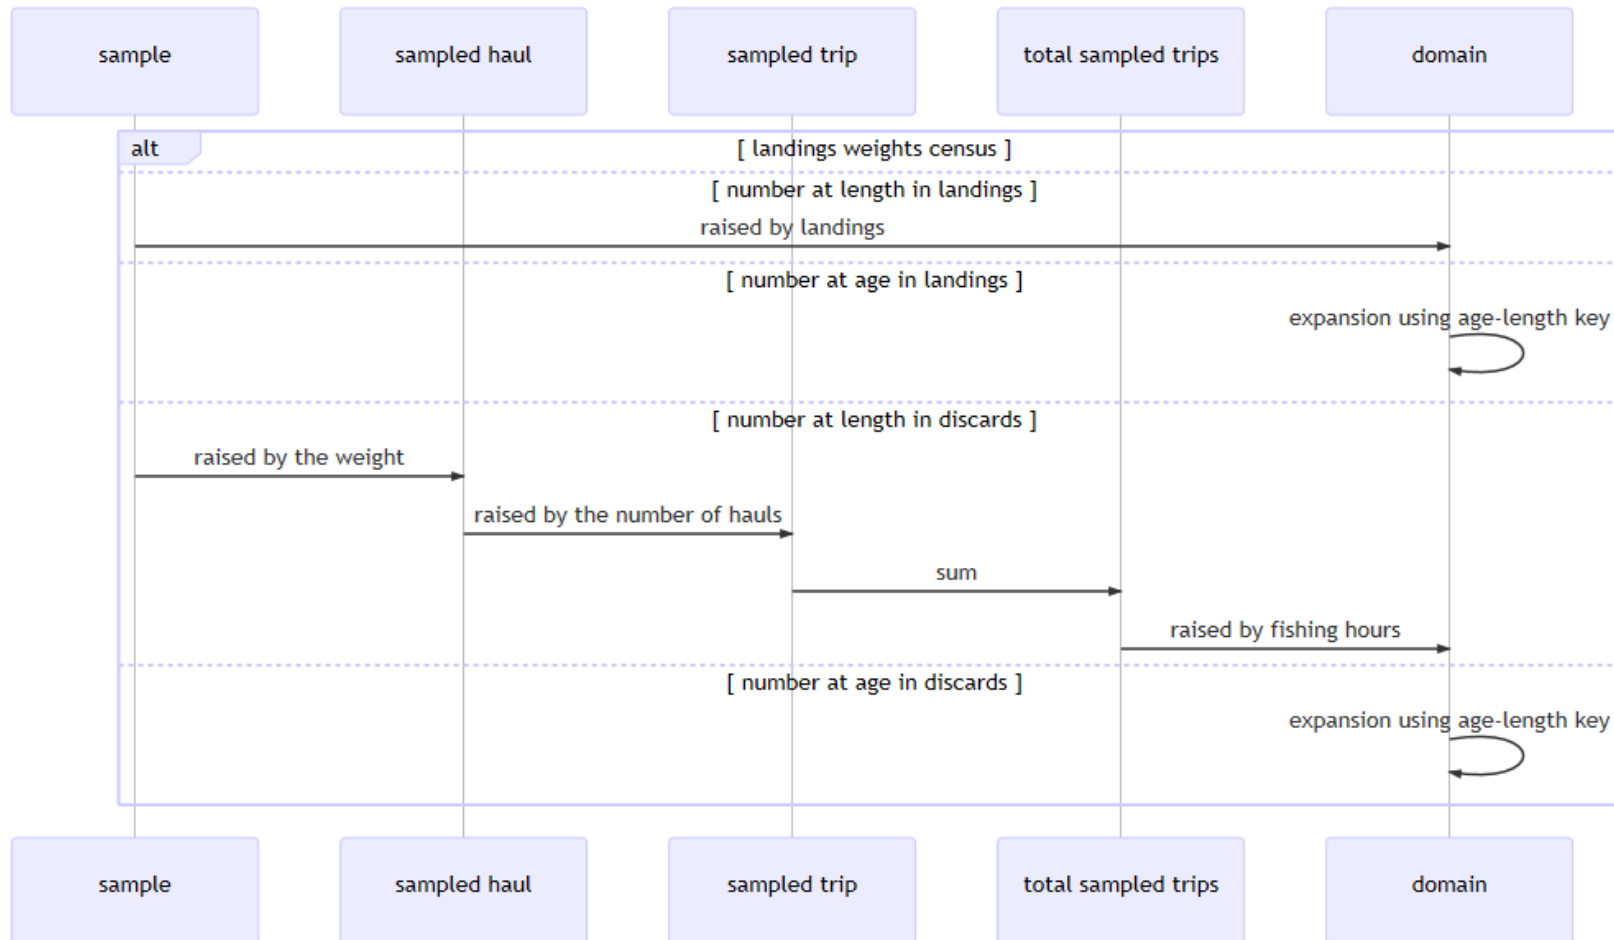 sample
sampled haul
sampled trip
total sampled trips
domain
alt
[ landings weights census ]
[ number at length in landings ]
raised by landings
[ number at age in landings ]
expansion using age-length key
[ number at length in discards ]
raised by the weight
raised by the number of hauls
sum
raised by fishing hours
[ number at age in discards ]
expansion using age-length key
sample
sampled haul
sampled trip
total sampled trips
domain